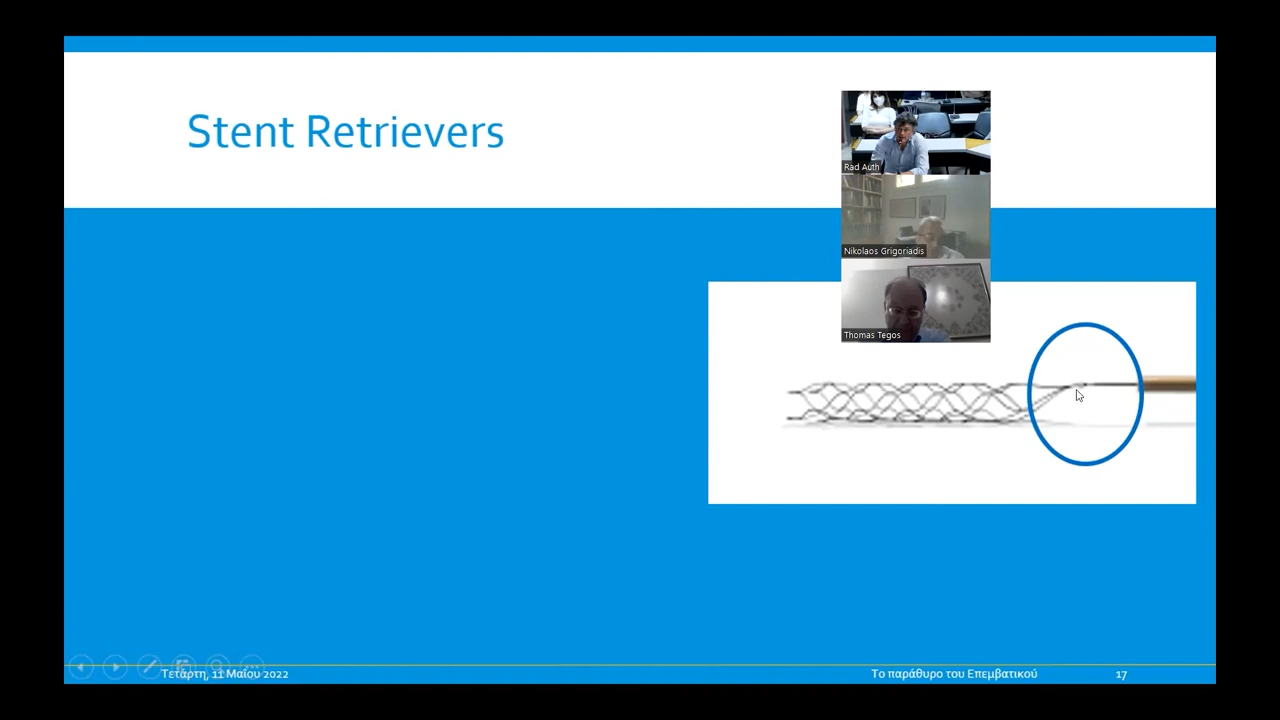 Stent Retrievers
Rad Auth
Nikolaos Grigoriadis
Thomas Tegos
Τετάρτη, 11 Μαΐου 2022
Το παράθυρο του Επεμβατικού
17